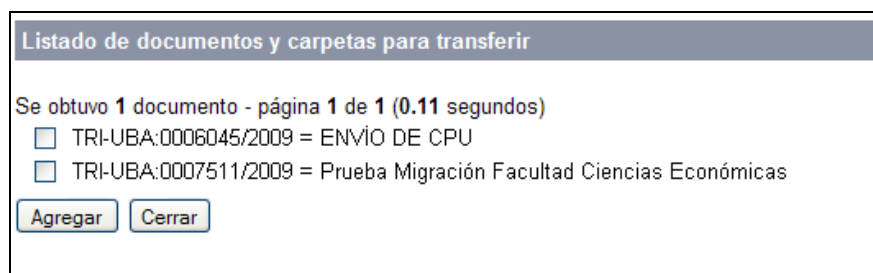 Listado de documentos y carpetas para transferir
Se obtuvo 1 documento - página 1 de 1 (0.11 segundos)
TRI-UBA:0006045/2009 = ENVÍO DE CPU
TRI-UBA:0007511/2009 = Prueba Migración Facultad Ciencias Económicas
Agregar Cerrar